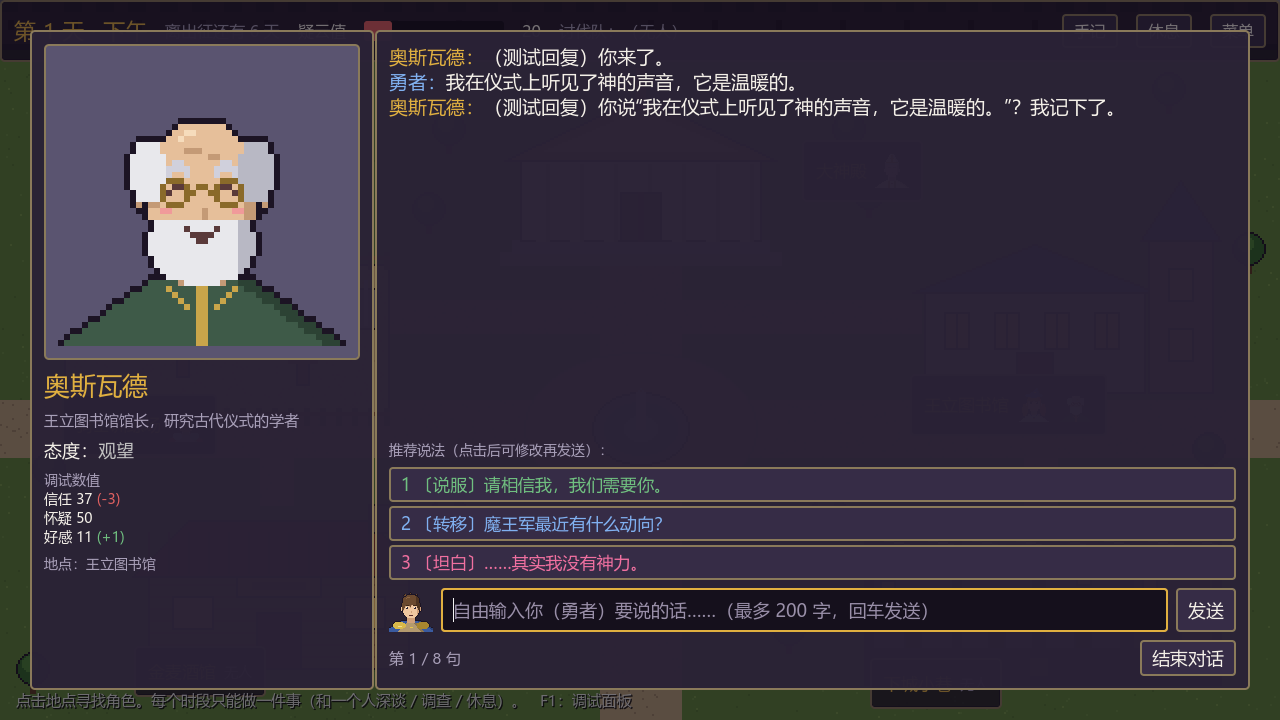 奥斯瓦德：（测试回复）你来了。
勇者：我在仪式上听见了神的声音，它是温暖的。
奥斯瓦德：（测试回复）你说“我在仪式上听见了神的声音，它是温暖的。”？我记下了。
奥斯瓦德
王立图书馆馆长，研究古代仪式的学者
态度：观望
调试数值
信任 37 (-3)
怀疑 50
好感 11 (+1)
地点：王立图书馆
推荐说法（点击后可修改再发送）：
1 〔说服〕请相信我，我们需要你。
2 〔转移〕魔王军最近有什么动向?
3 〔坦白〕……其实我没有神力。
自由输入你（勇者）要说的话……（最多 200 字，回车发送）
发送
第 1 / 8 句
结束对话
点击地点寻找角色。每个时段只能做一件事（和一个人深谈 / 调查 / 休息）。 F1：调试面板